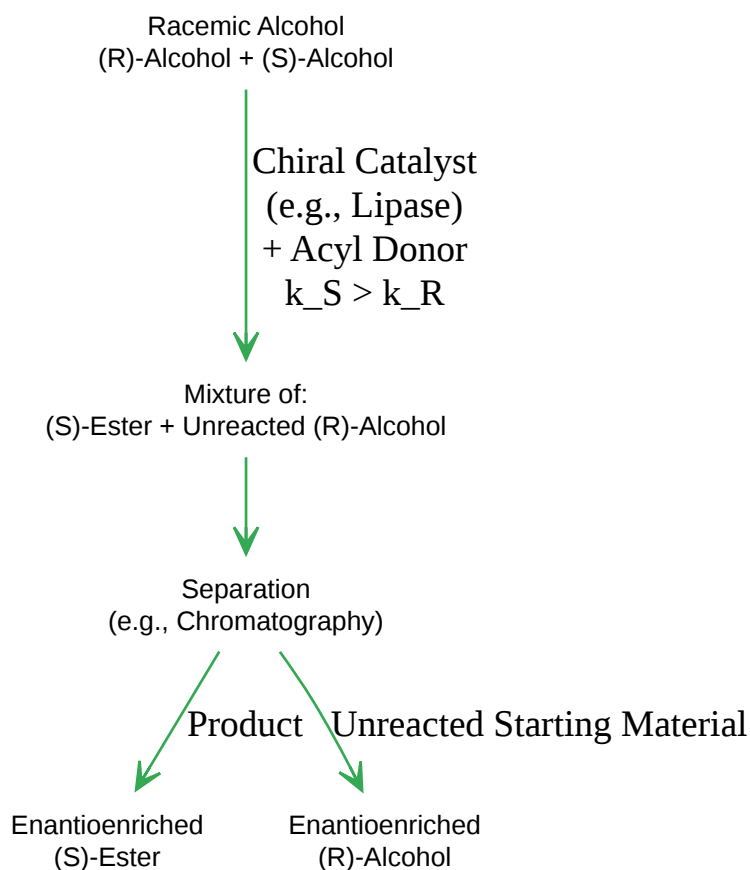 Racemic Alcohol
(R)-Alcohol + (S)-Alcohol
Chiral Catalyst
(e.g., Lipase)
+ Acyl Donor
k_S > k_R
Mixture of:
(S)-Ester + Unreacted (R)-Alcohol
Separation
(e.g., Chromatography)
Product
Unreacted Starting Material
Enantioenriched
(S)-Ester
Enantioenriched
(R)-Alcohol